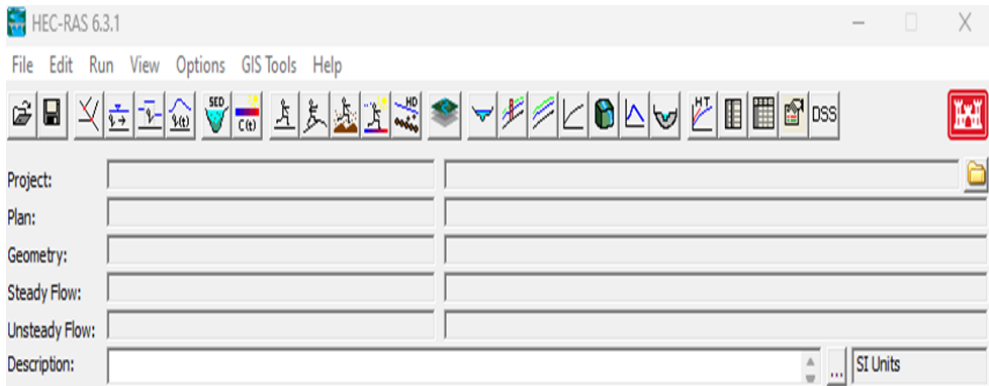 HEC-RAS 6.3.1
File Edit Run View Options GIS Tools Help
SED C(t) HD H,T, DSS
Project:
Plan:
Geometry:
Steady Flow:
Unsteady Flow:
Description: ... SI Units